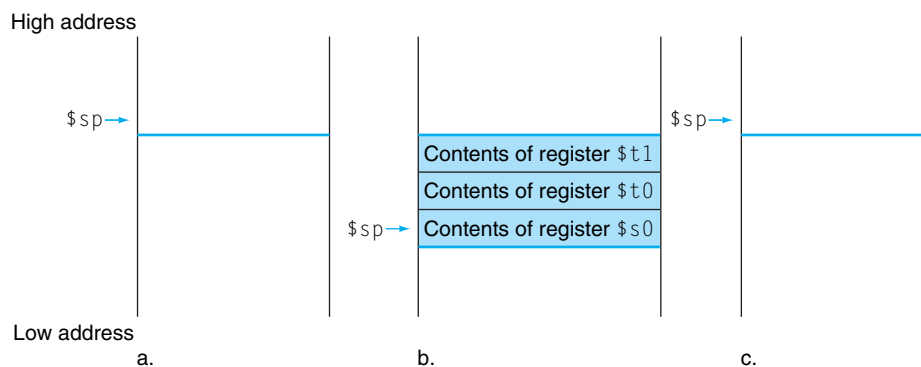 High address
$sp
$sp
Contents of register $t1
Contents of register $t0
$sp
Contents of register $s0
Low address
a.
b.
c.